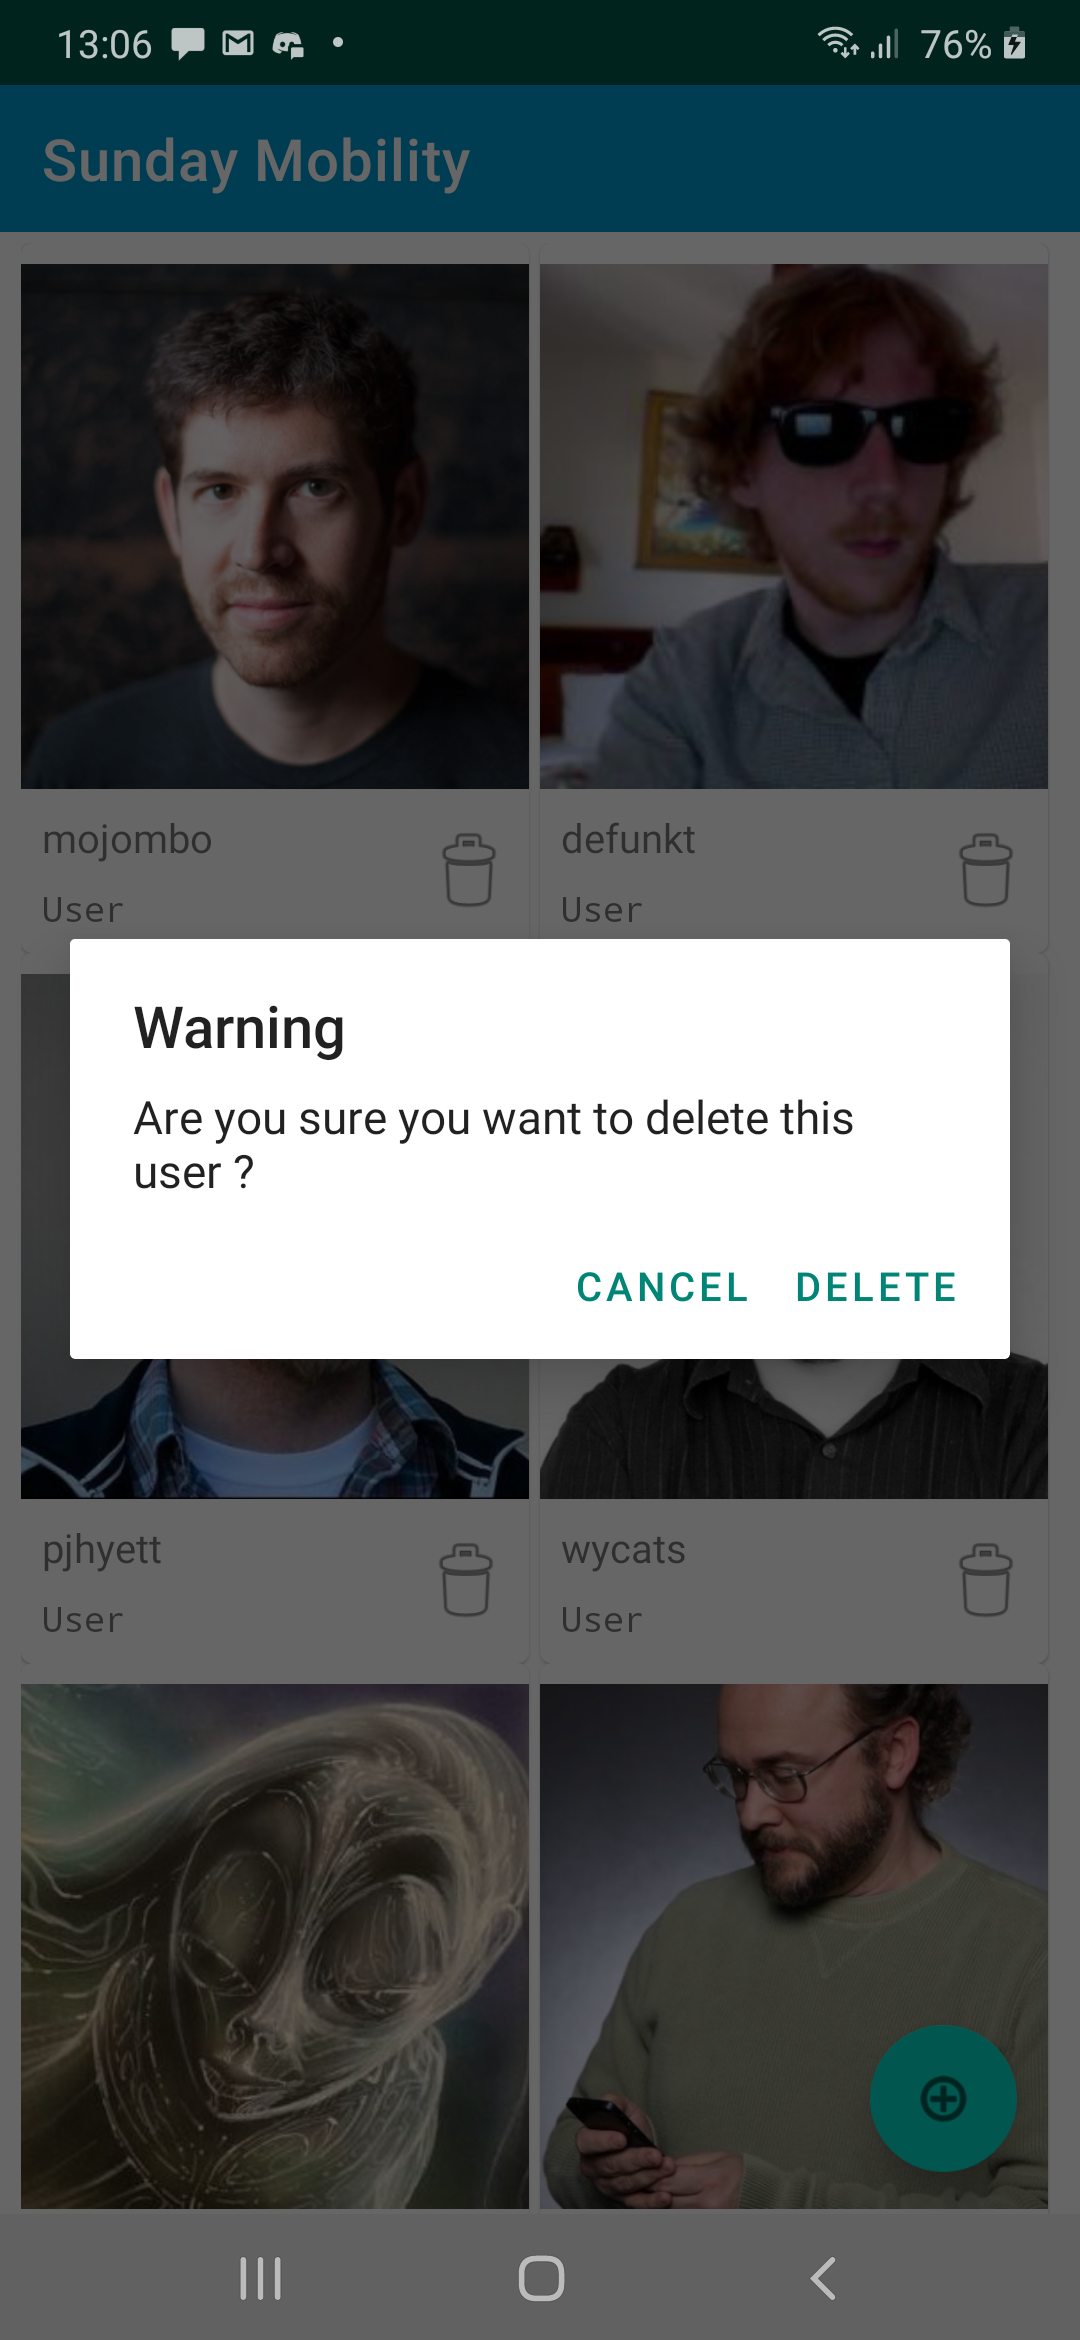 13:06
76%
Sunday Mobility
mojombo
defunkt
User
User
Warning
Are you sure you want to delete this
user ?
CANCEL DELETE
pjhyett
wycats
User
User